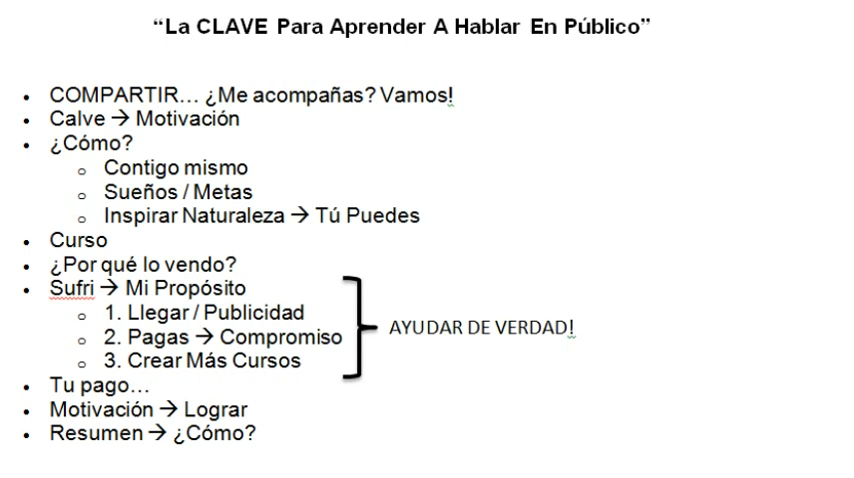 “La CLAVE Para Aprender A Hablar En Público”
• COMPARTIR… ¿Me acompañas? Vamos!
• Calve → Motivación
• ¿Cómo?
o Contigo mismo
o Sueños / Metas
o Inspirar Naturaleza → Tú Puedes
• Curso
• ¿Por qué lo vendo?
• Sufri → Mi Propósito
o 1. Llegar / Publicidad
o 2. Pagas → Compromiso
o 3. Crear Más Cursos
AYUDAR DE VERDAD!
• Tu pago…
• Motivación → Lograr
• Resumen → ¿Cómo?